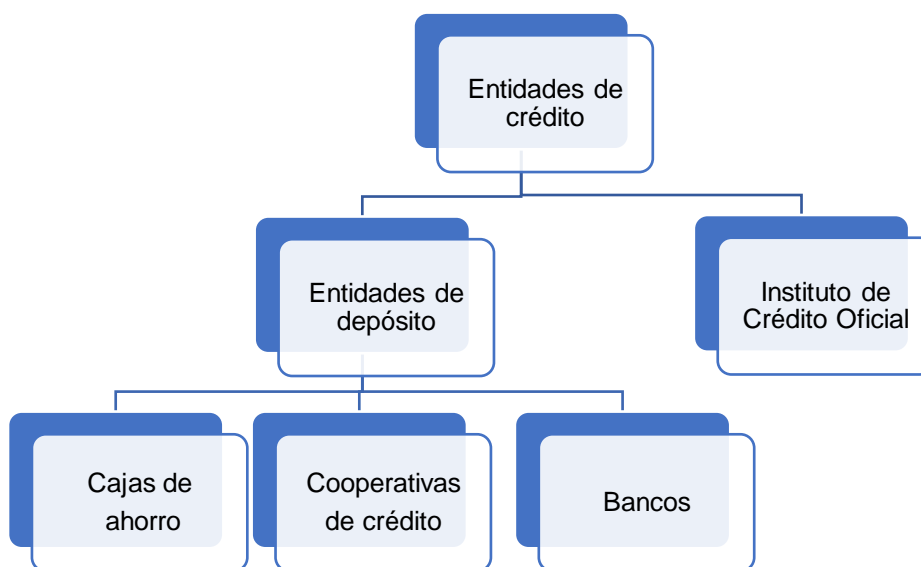 Entidades de
crédito
Entidades de
depósito
Instituto de
Crédito Oficial
Cajas de
ahorro
Cooperativas
de crédito
Bancos